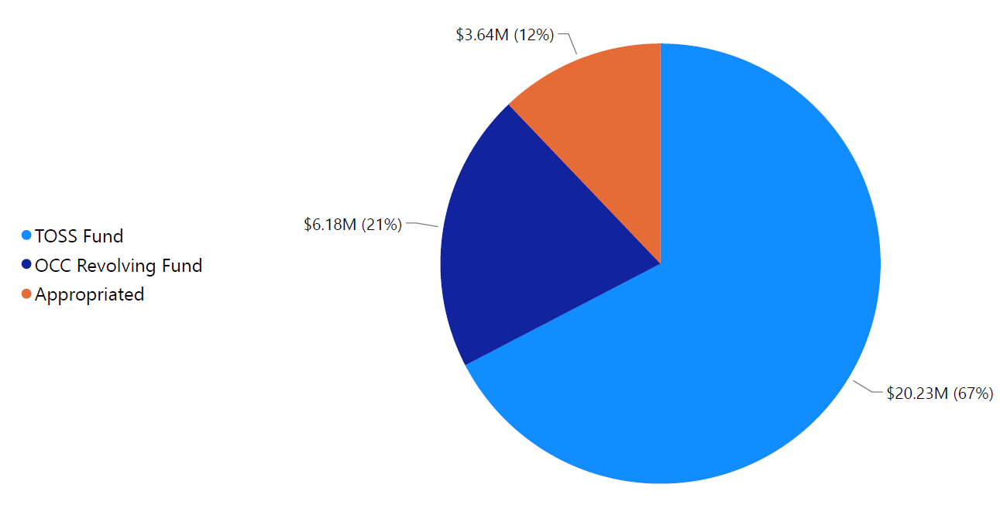 $3.64M (12%)
$6.18M (21%)
TOSS Fund
OCC Revolving Fund
Appropriated
$20.23M (67%)